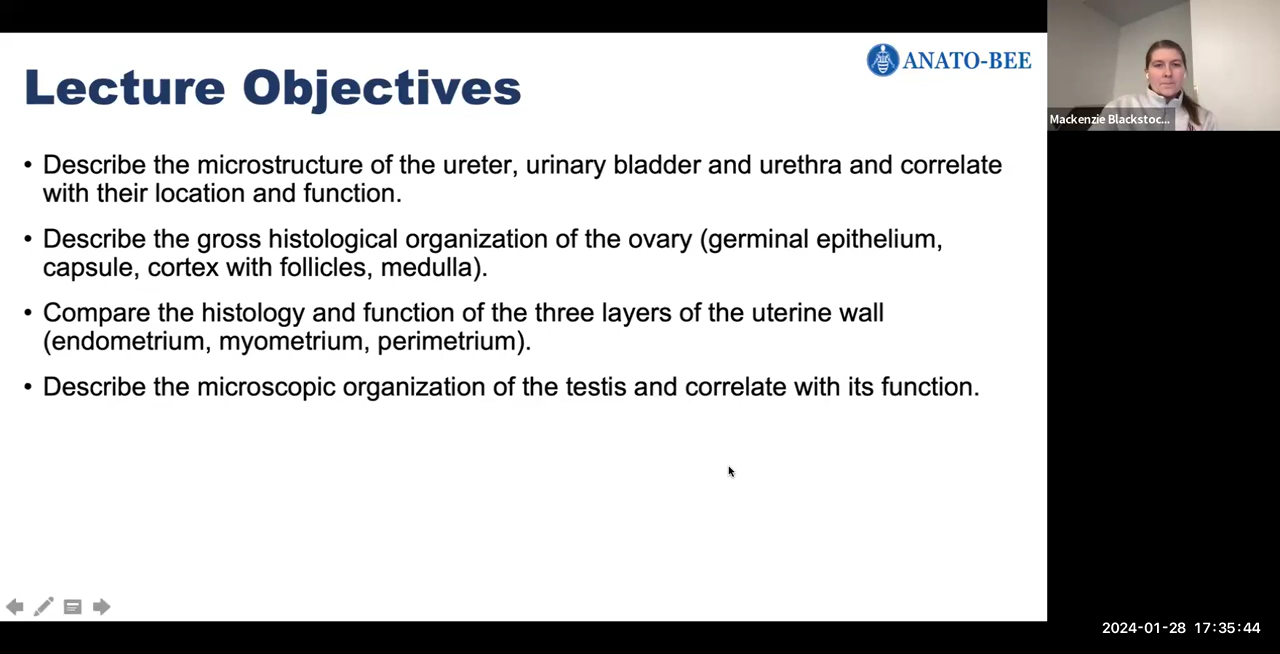 ANATO-BEE
Lecture Objectives
• Describe the microstructure of the ureter, urinary bladder and urethra and correlate
with their location and function.
• Describe the gross histological organization of the ovary (germinal epithelium,
capsule, cortex with follicles, medulla).
• Compare the histology and function of the three layers of the uterine wall
(endometrium, myometrium, perimetrium).
• Describe the microscopic organization of the testis and correlate with its function.
Mackenzie Blackstoc...
2024-01-28 17:35:44